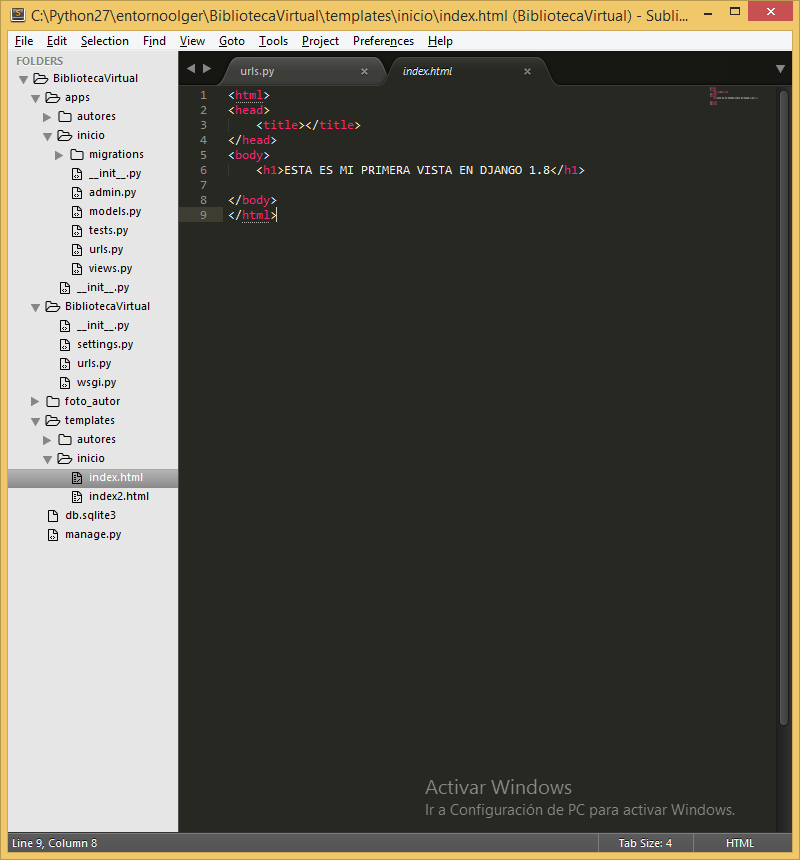 C:\Python27\entornoolger\BibliotecaVirtual\templates\inicio\index.html (BibliotecaVirtual) - Subli...
File Edit Selection Find View Goto Tools Project Preferences Help
FOLDERS
BibliotecaVirtual
apps
autores
inicio
migrations
__init__.py
admin.py
models.py
tests.py
urls.py
views.py
__init__.py
BibliotecaVirtual
__init__.py
settings.py
urls.py
wsgi.py
foto_autor
templates
autores
inicio
index.html
index2.html
db.sqlite3
manage.py
urls.py × index.html ×
1 <html>
2 <head>
3     <title></title>
4 </head>
5 <body>
6     <h1>ESTA ES MI PRIMERA VISTA EN DJANGO 1.8</h1>
7
8 </body>
9 </html>
Activar Windows
Ir a Configuración de PC para activar Windows.
Line 9, Column 8 Tab Size: 4 HTML